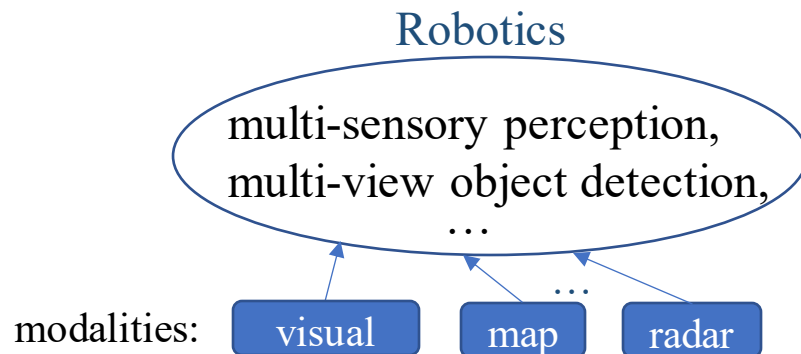 Robotics
multi-sensory perception,
multi-view object detection,
…
…
modalities: visual map radar